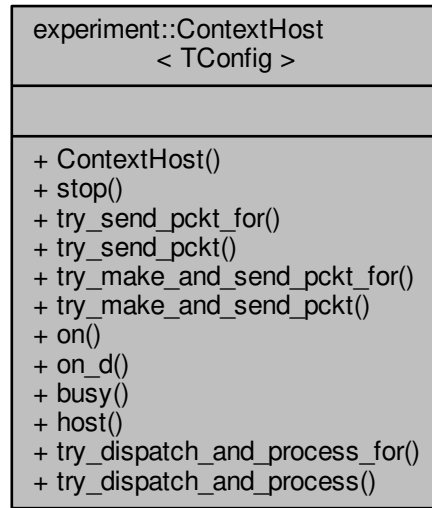 experiment::ContextHost
< TConfig >
+ ContextHost()
+ stop()
+ try_send_pckt_for()
+ try_send_pckt()
+ try_make_and_send_pckt_for()
+ try_make_and_send_pckt()
+ on()
+ on_d()
+ busy()
+ host()
+ try_dispatch_and_process_for()
+ try_dispatch_and_process()